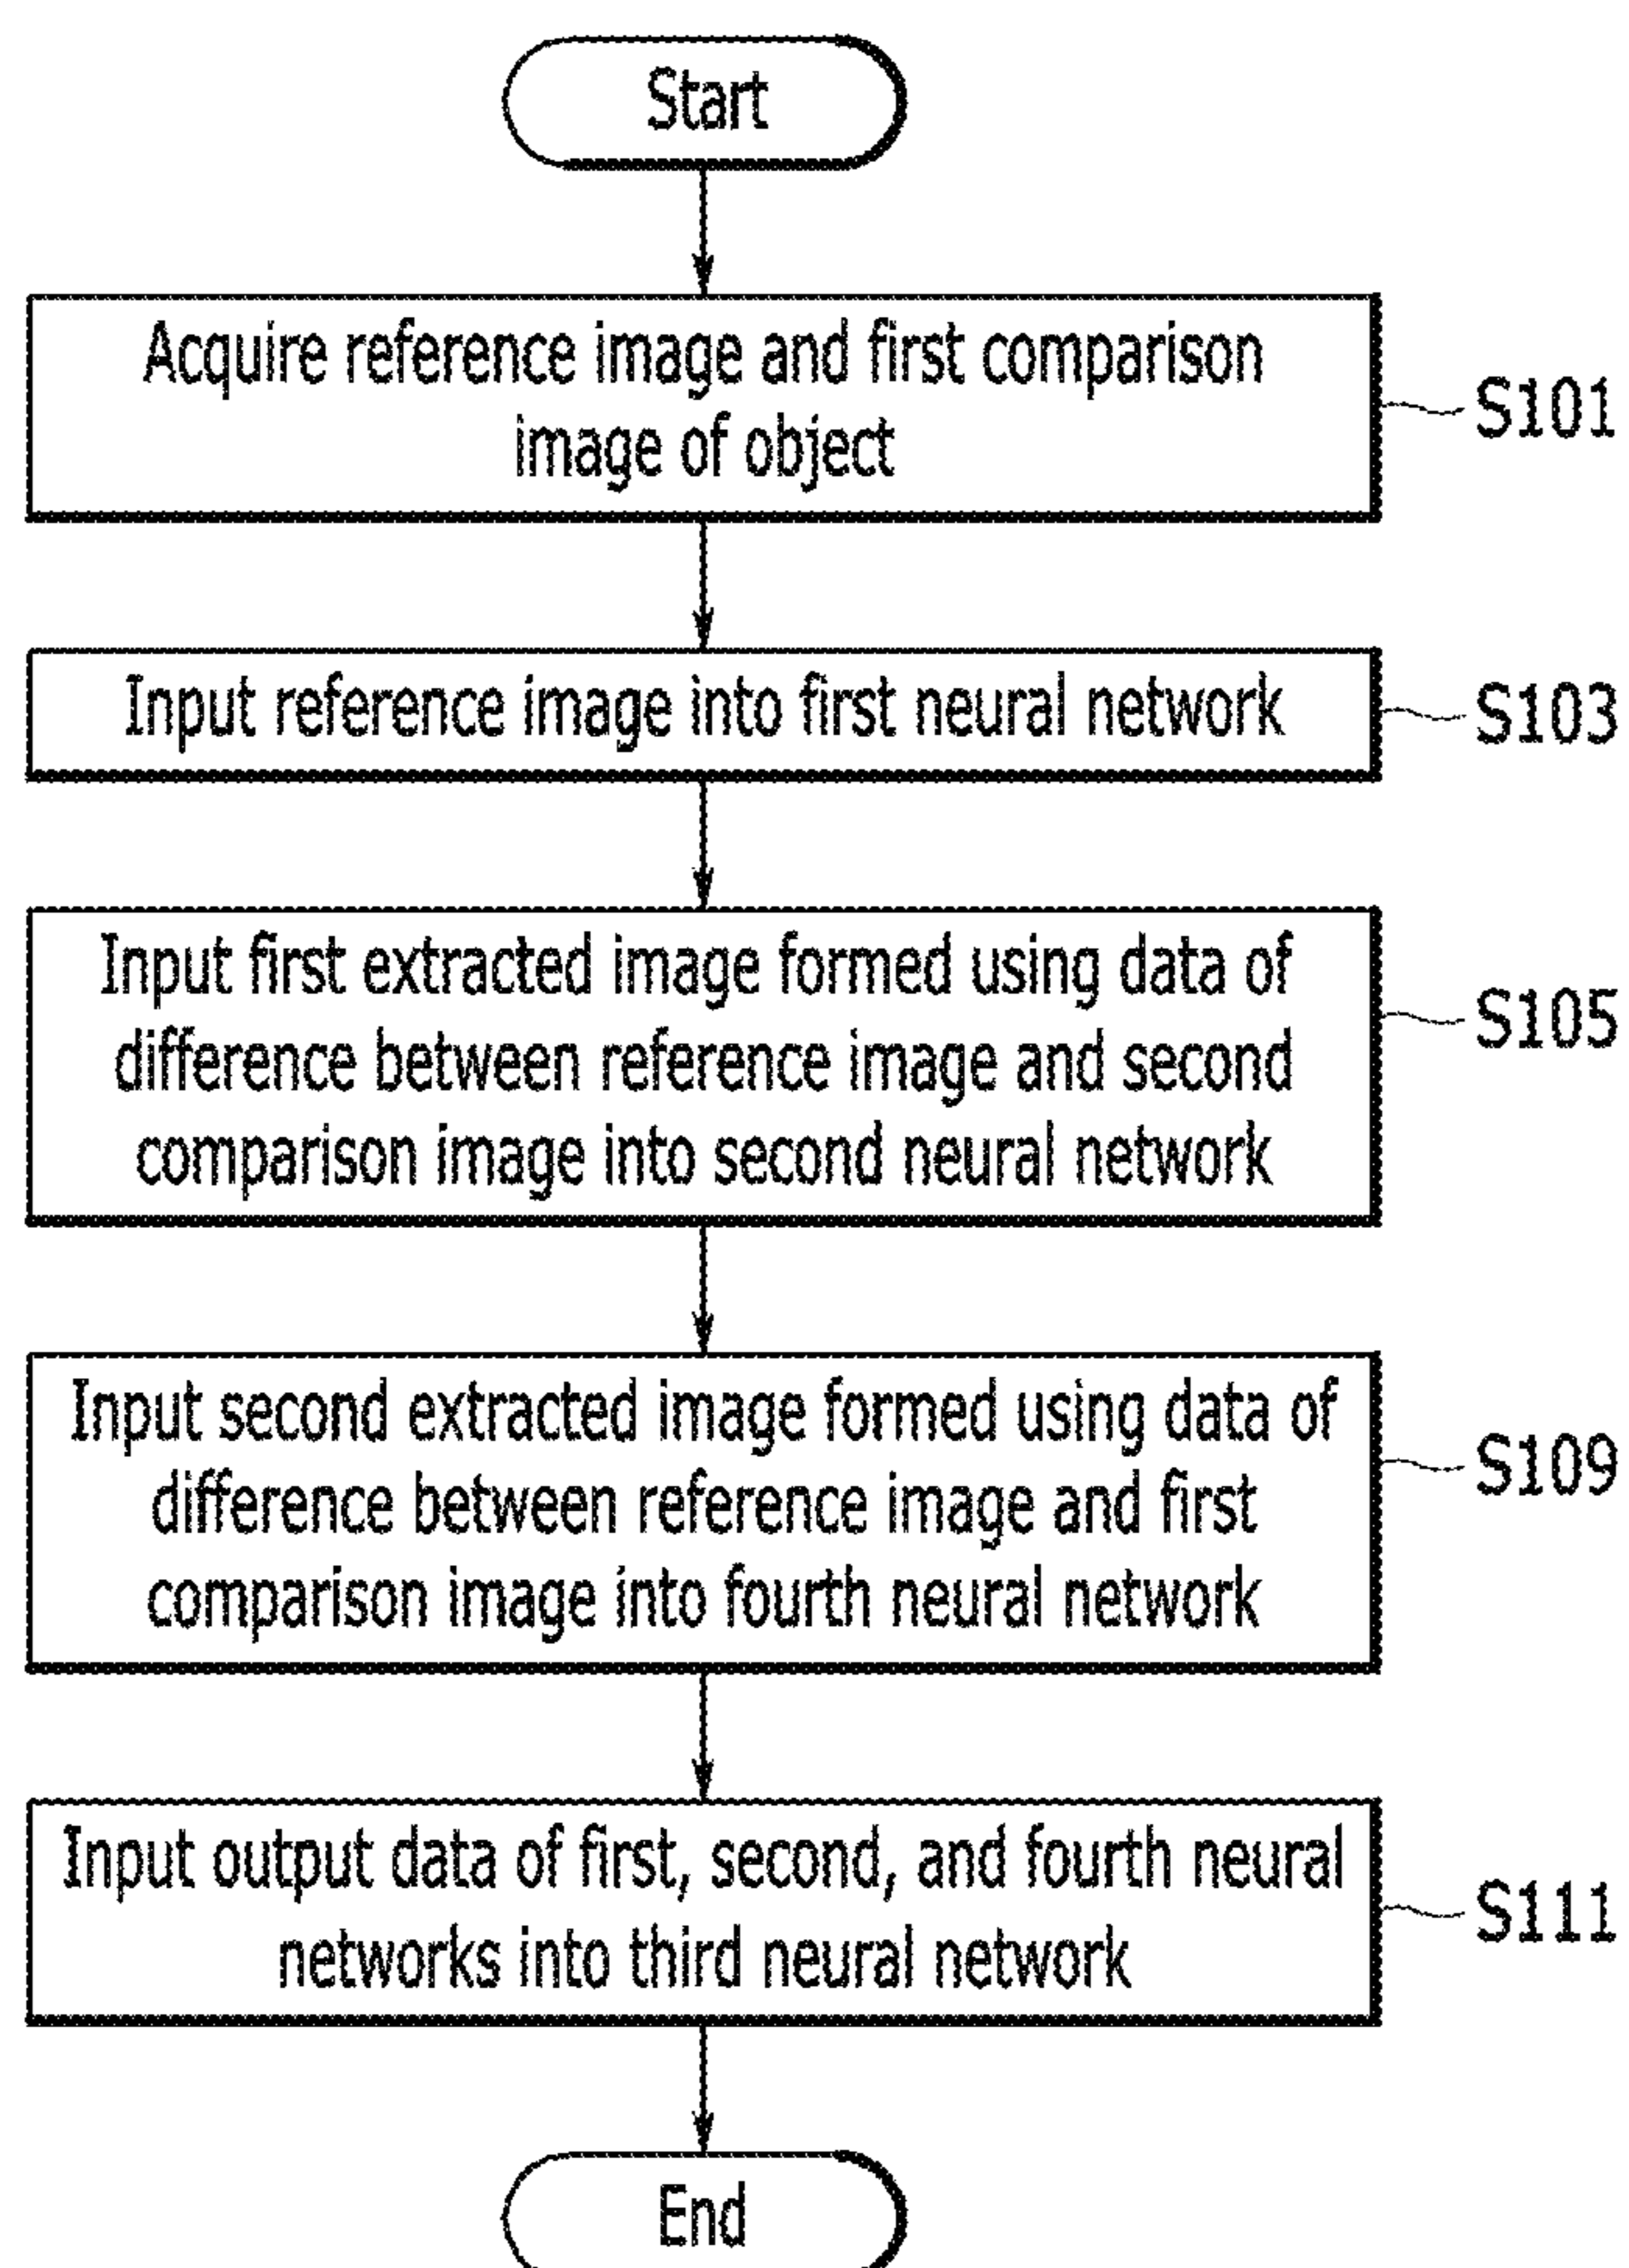 Start
Acquire reference image and first comparison
image of object
S101
Input reference image into first neural network
S103
Input first extracted image formed using data of
difference between reference image and second
comparison image into second neural network
S105
Input second extracted image formed using data of
difference between reference image and first
comparison image into fourth neural network
S109
Input output data of first, second, and fourth neural
networks into third neural network
S111
End